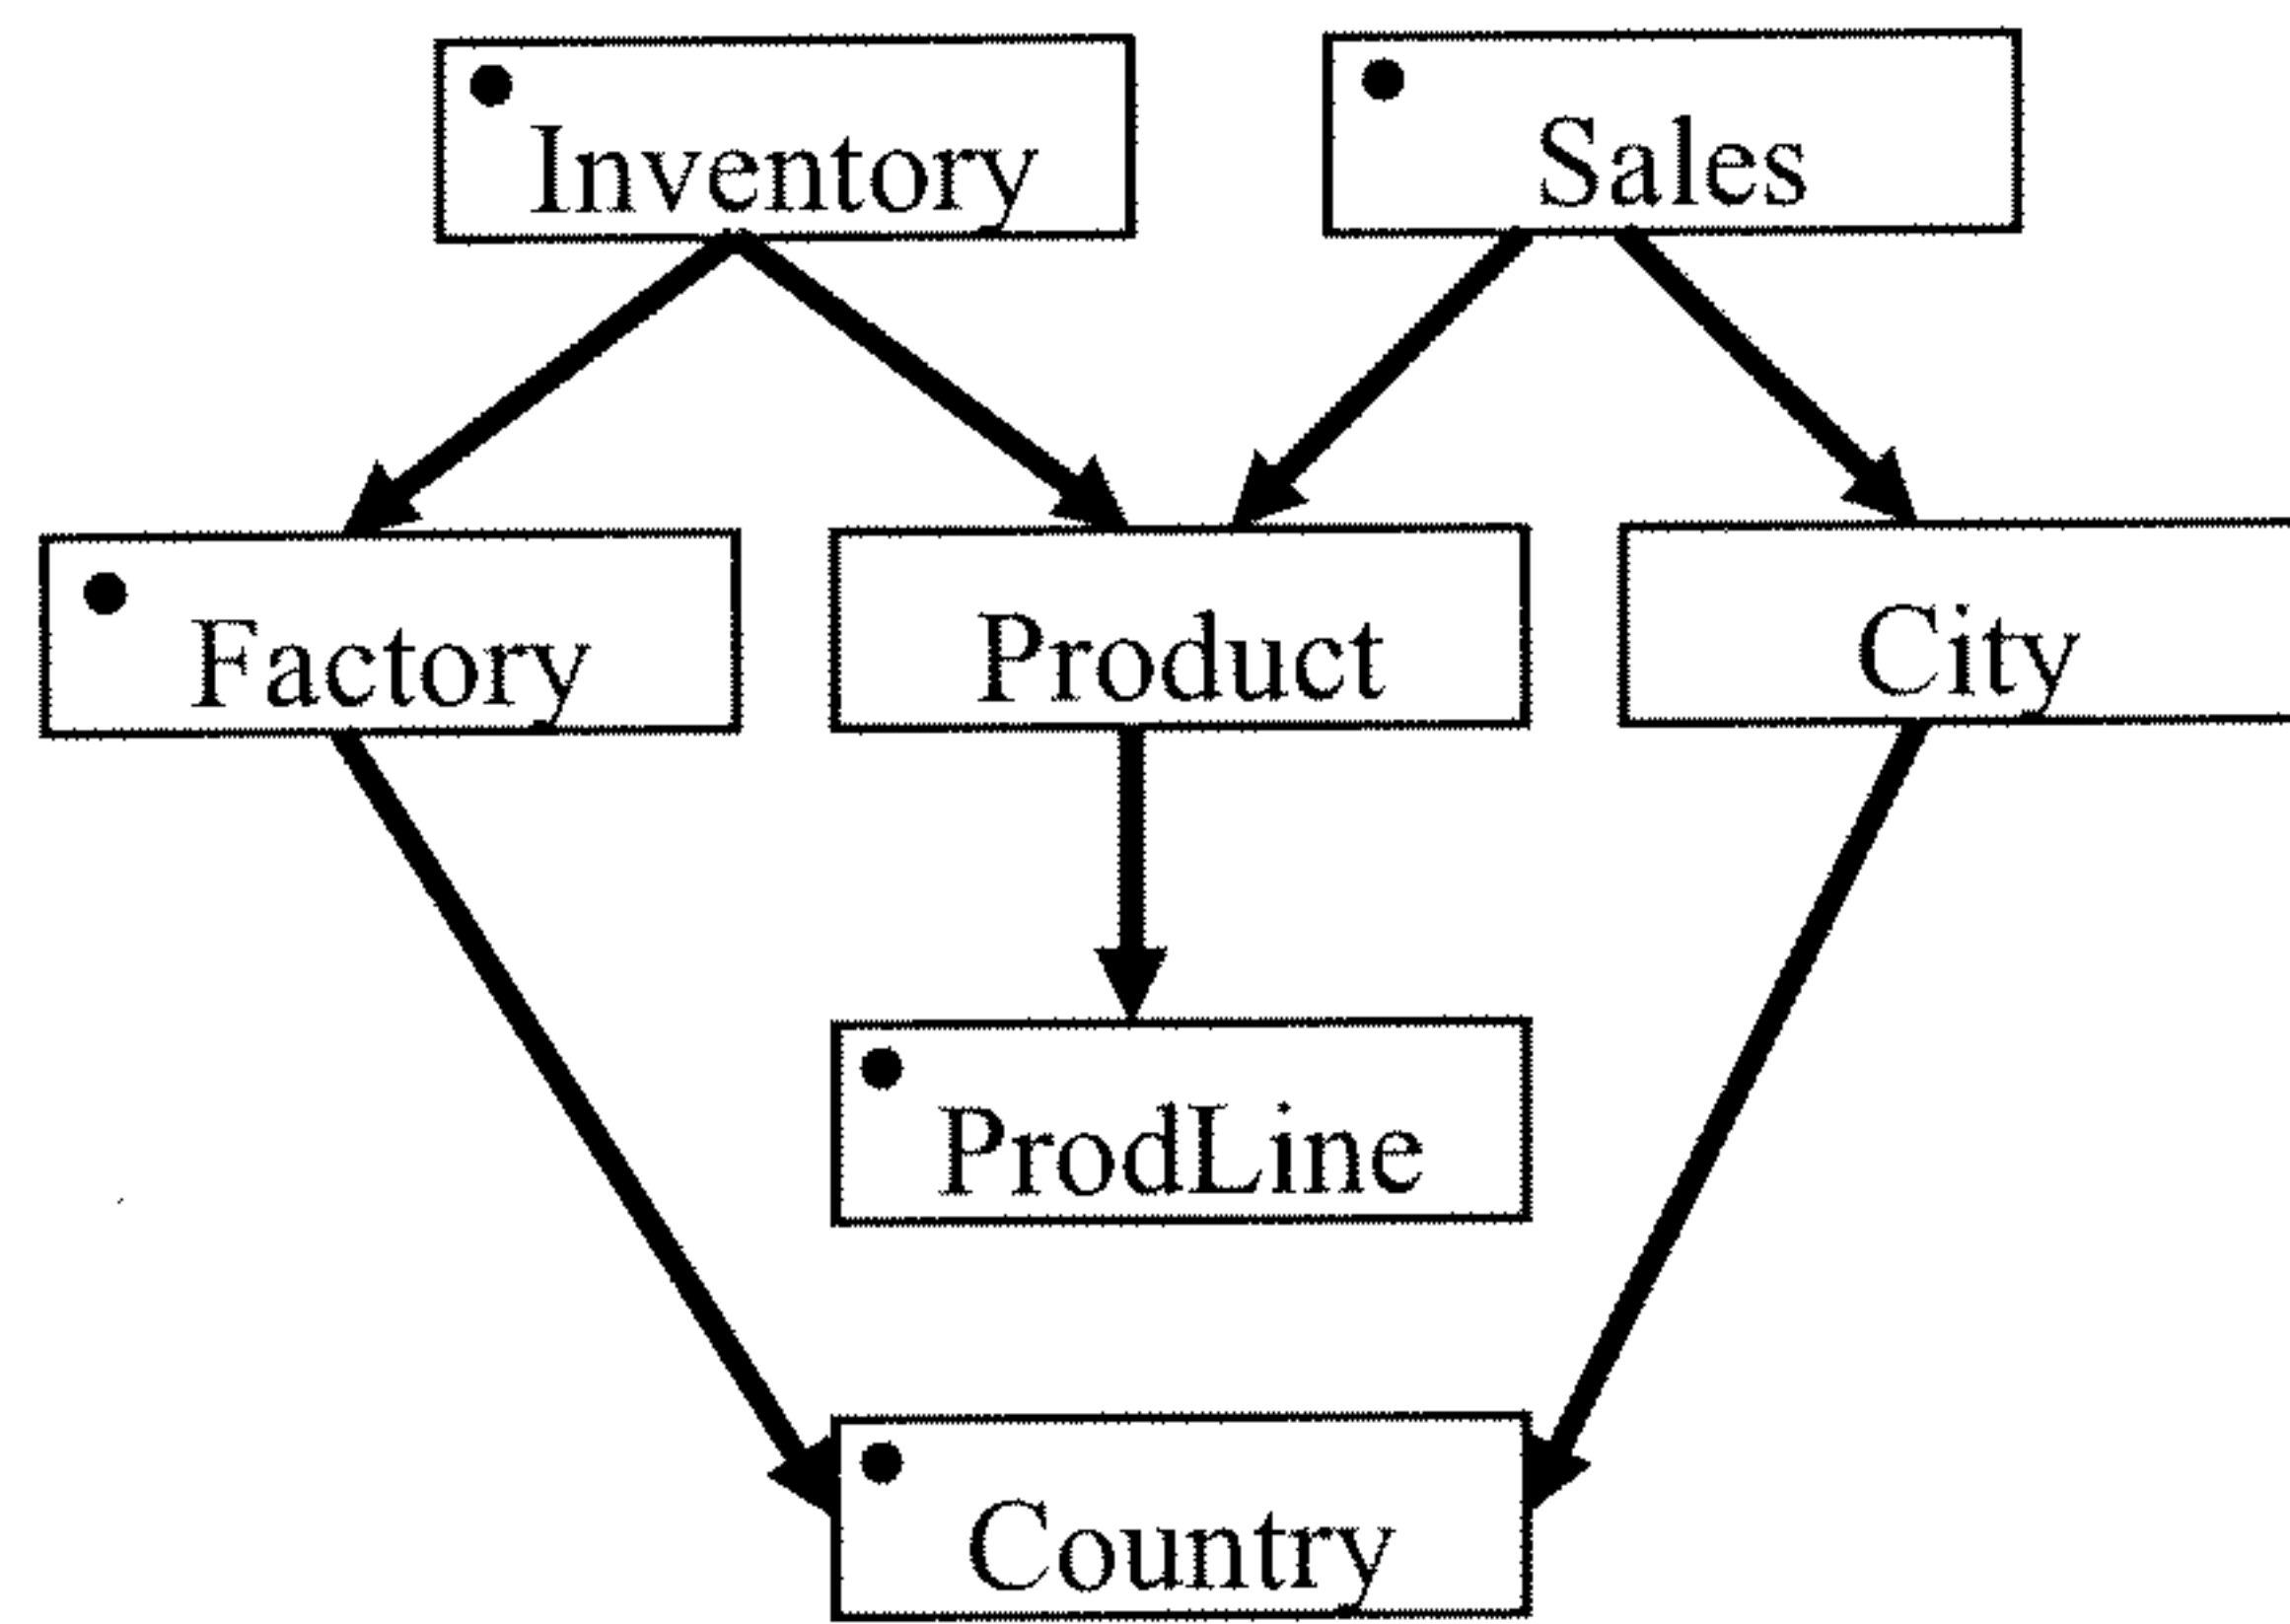 Inventory
Sales
Factory
Product
City
ProdLine
Country